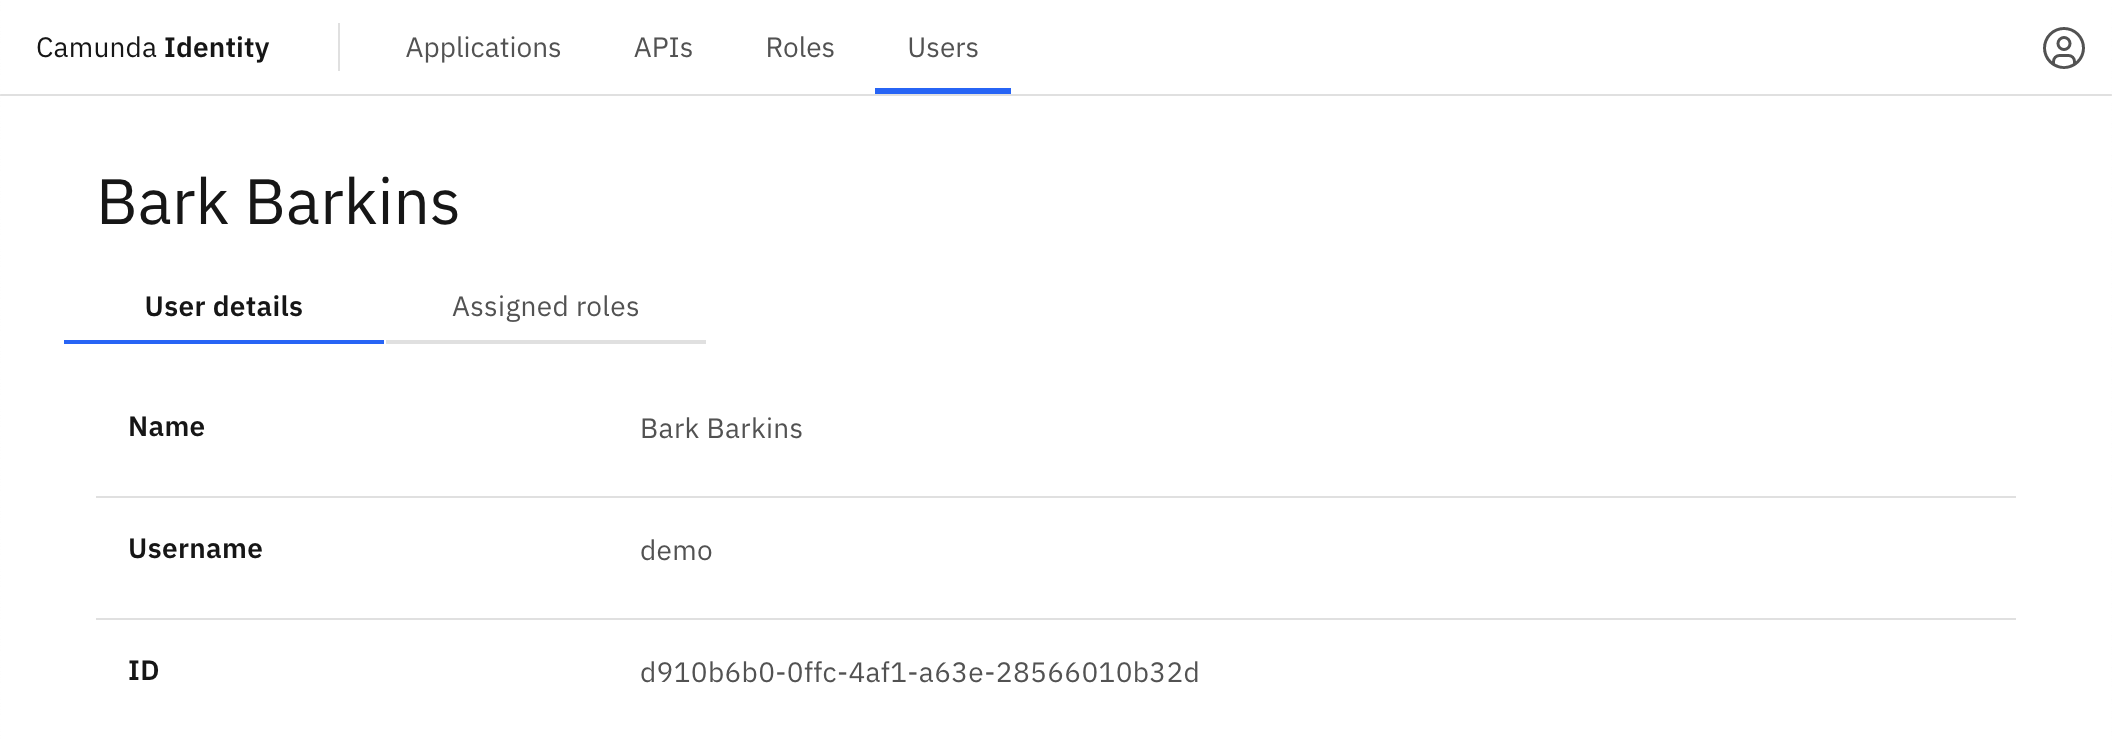 Camunda Identity Applications APIs Roles Users
Bark Barkins
User details Assigned roles
Name Bark Barkins
Username demo
ID d910b6b0-0ffc-4af1-a63e-28566010b32d